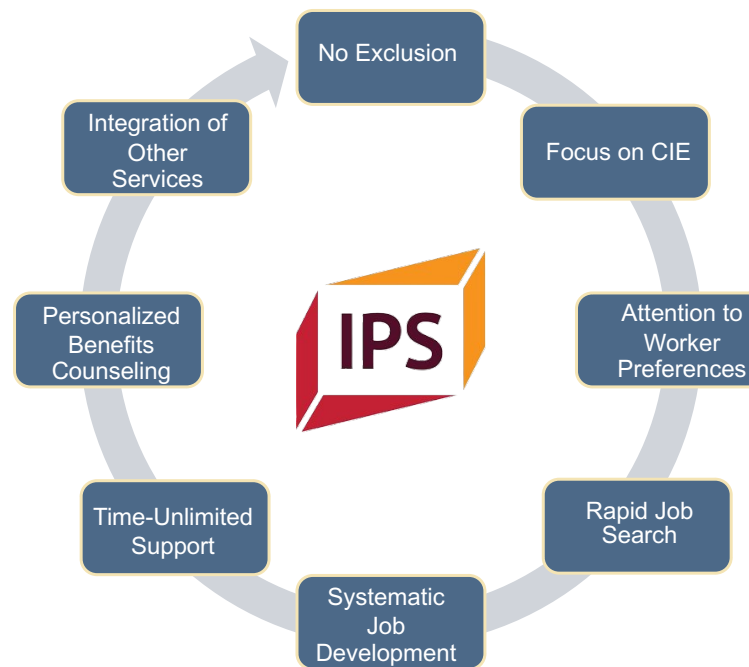 No Exclusion
Focus on CIE
Attention to
Worker
Preferences
Rapid Job
Search
Systematic
Job
Development
Time-Unlimited
Support
Personalized
Benefits
Counseling
Integration of
Other
Services
IPS